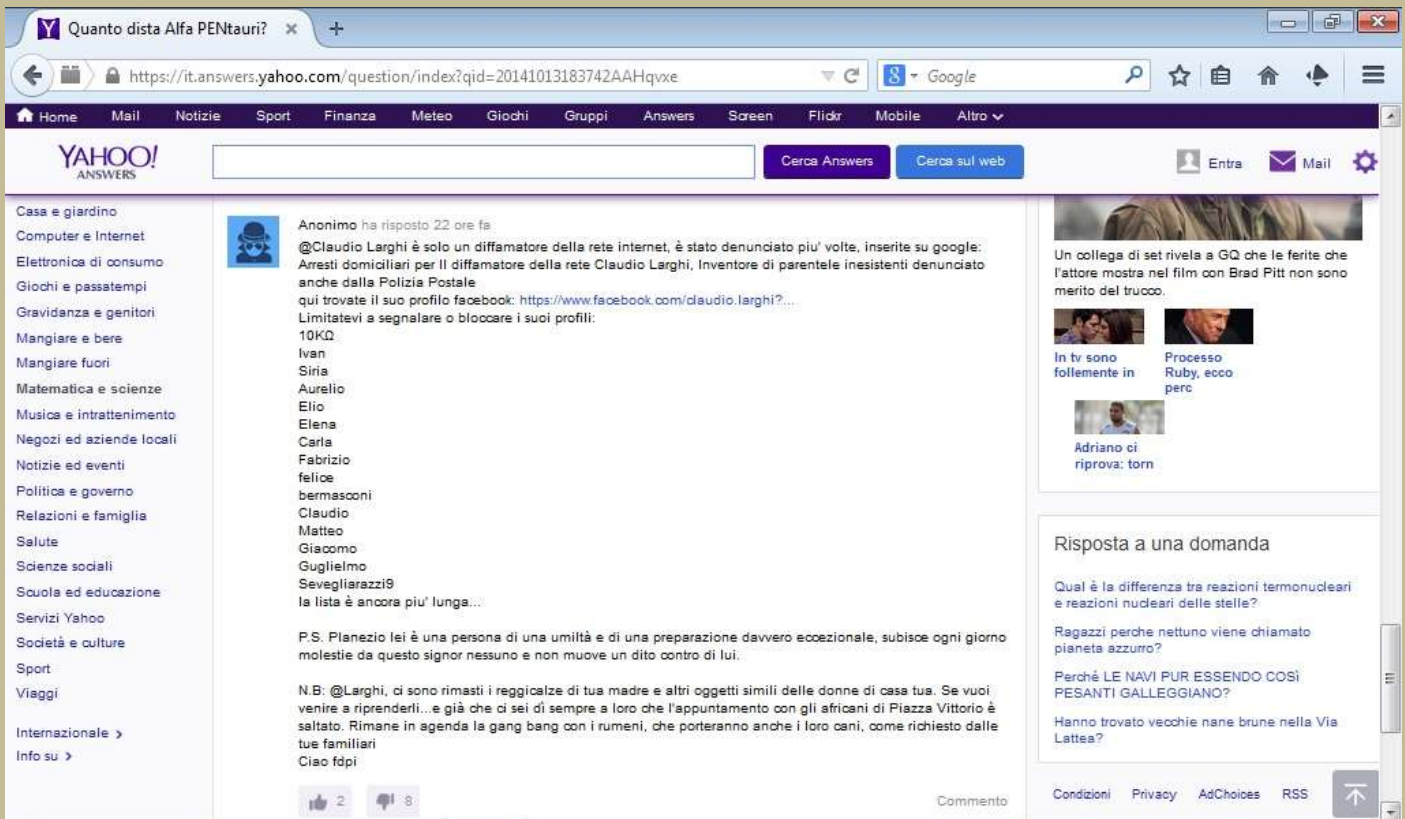 Quanto dista Alfa PENtauri?
https://it.answers.yahoo.com/question/index?qid=20141013183742AAHqvxe
Google
Home Mail Notizie Sport Finanza Meteo Giochi Gruppi Answers Screen Flickr Mobile Altro
YAHOO!
ANSWERS
Cerca Answers
Cerca sul web
Entra
Mail
Casa e giardino
Computer e Internet
Elettronica di consumo
Giochi e passatempi
Gravidanza e genitori
Mangiare e bere
Mangiare fuori
Matematica e scienze
Musica e intrattenimento
Negozi ed aziende locali
Notizie ed eventi
Politica e governo
Relazioni e famiglia
Salute
Scienze sociali
Scuola ed educazione
Servizi Yahoo
Società e culture
Sport
Viaggi
Internazionale >
Info su >
Anonimo ha risposto 22 ore fa
@Claudio Larghi è solo un diffamatore della rete internet, è stato denunciato piu' volte, inserite su google:
Arresti domiciliari per Il diffamatore della rete Claudio Larghi, Inventore di parentele inesistenti denunciato
anche dalla Polizia Postale
qui trovate il suo profilo facebook: https://www.facebook.com/claudio.larghi?...
Limitatevi a segnalare o bloccare i suoi profili:
10KΩ
Ivan
Siria
Aurelio
Elio
Elena
Carla
Fabrizio
felice
bermasconi
Claudio
Matteo
Giacomo
Guglielmo
Sevegliarazzi9
la lista è ancora piu' lunga...
P.S. Planezio lei è una persona di una umiltà e di una preparazione davvero eccezionale, subisce ogni giorno
molestie da questo signor nessuno e non muove un dito contro di lui.
N.B: @Larghi, ci sono rimasti i reggicalze di tua madre e altri oggetti simili delle donne di casa tua. Se vuoi
venire a riprenderli...e già che ci sei dì sempre a loro che l'appuntamento con gli africani di Piazza Vittorio è
saltato. Rimane in agenda la gang bang con i rumeni, che porteranno anche i loro cani, come richiesto dalle
tue familiari
Ciao fdpi
2
8
Commento
Un collega di set rivela a GQ che le ferite che
l'attore mostra nel film con Brad Pitt non sono
merito del trucco.
In tv sono
follemente in
Processo
Ruby, ecco
perc
Adriano ci
riprova: torn
Risposta a una domanda
Qual è la differenza tra reazioni termonucleari
e reazioni nucleari delle stelle?
Ragazzi perche nettuno viene chiamato
pianeta azzurro?
Perché LE NAVI PUR ESSENDO COSÌ
PESANTI GALLEGGIANO?
Hanno trovato vecchie nane brune nella Via
Lattea?
Condizioni Privacy AdChoices RSS